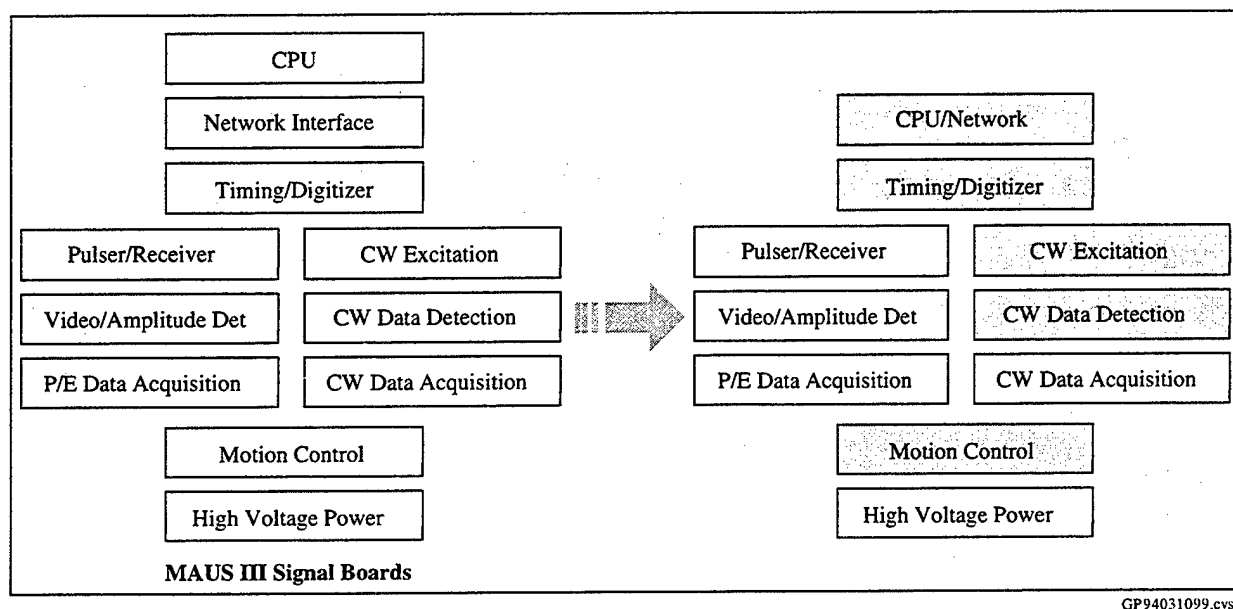 CPU
Network Interface
Timing/Digitizer
Pulser/Receiver
CW Excitation
Video/Amplitude Det
CW Data Detection
P/E Data Acquisition
CW Data Acquisition
Motion Control
High Voltage Power
MAUS III Signal Boards
CPU/Network
Timing/Digitizer
Pulser/Receiver
CW Excitation
Video/Amplitude Det
CW Data Detection
P/E Data Acquisition
CW Data Acquisition
Motion Control
High Voltage Power
GP94031099.cvs